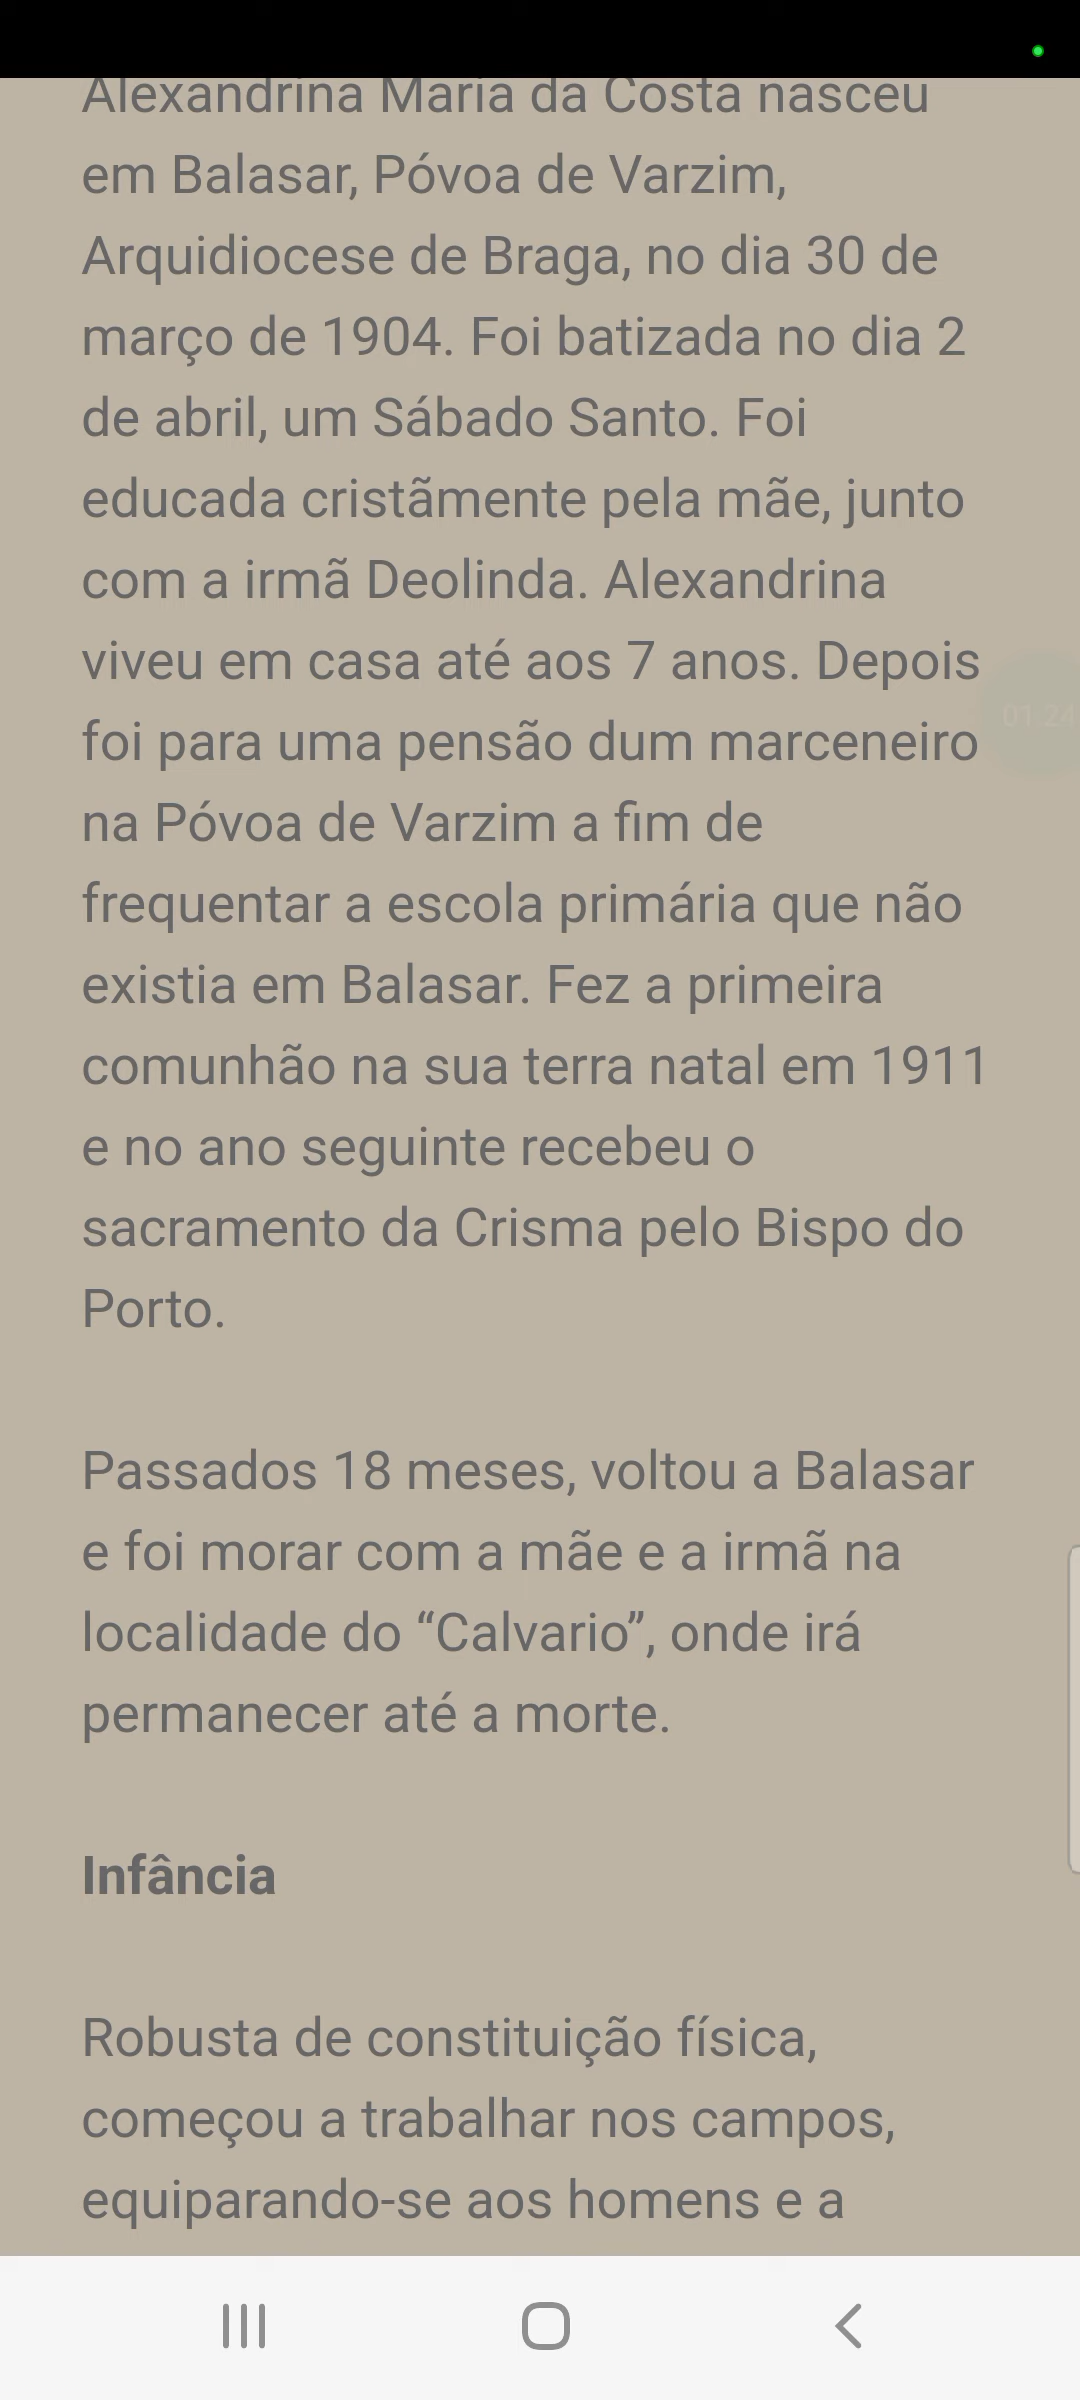 Alexandrina Maria da Costa nasceu
em Balasar, Póvoa de Varzim,
Arquidiocese de Braga, no dia 30 de
março de 1904. Foi batizada no dia 2
de abril, um Sábado Santo. Foi
educada cristãmente pela mãe, junto
com a irmã Deolinda. Alexandrina
viveu em casa até aos 7 anos. Depois
foi para uma pensão dum marceneiro
01:24
na Póvoa de Varzim a fim de
frequentar a escola primária que não
existia em Balasar. Fez a primeira
comunhão na sua terra natal em 1911
e no ano seguinte recebeu o
sacramento da Crisma pelo Bispo do
Porto.
Passados 18 meses, voltou a Balasar
e foi morar com a mãe e a irmã na
localidade do “Calvario”, onde irá
permanecer até a morte.
Infância
Robusta de constituição física,
começou a trabalhar nos campos,
equiparando-se aos homens e a